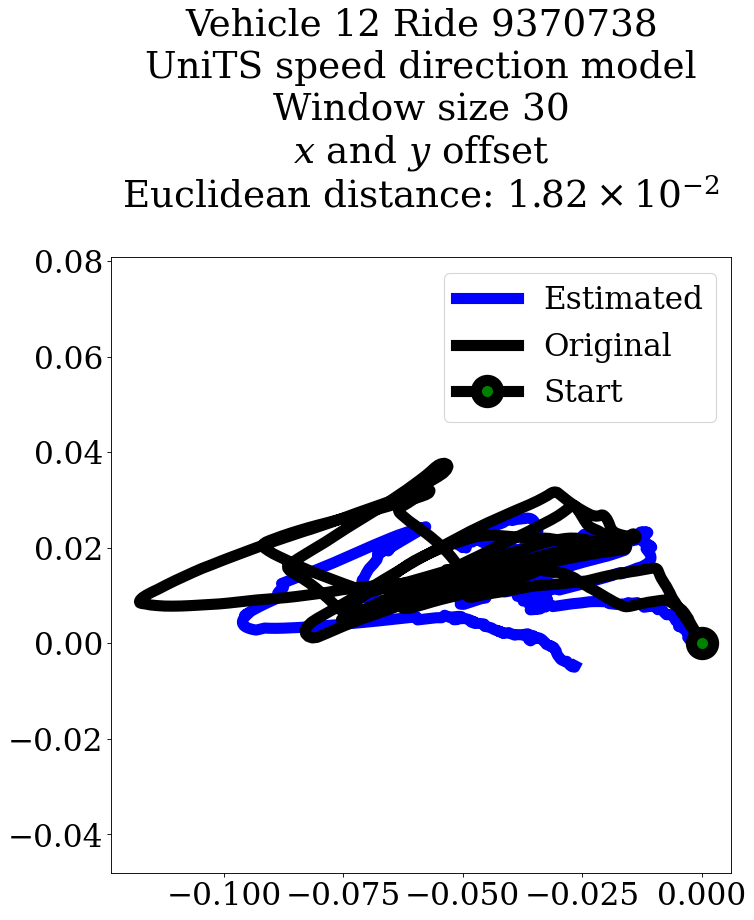 Vehicle 12 Ride 9370738
UniTS speed direction model
Window size 30
x and y offset
Euclidean distance: 1.82 × 10⁻²
0.08
0.06
0.04
0.02
0.00
−0.02
−0.04
Estimated
Original
Start
−0.100 −0.075 −0.050 −0.025 0.000